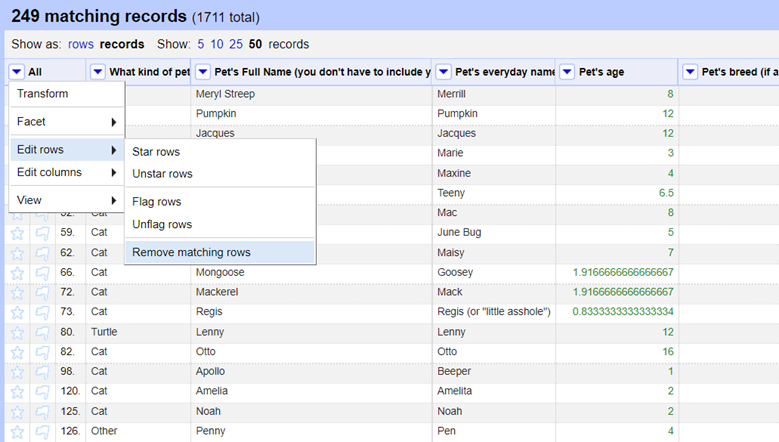 249 matching records (1711 total)
Show as: rows records Show: 5 10 25 50 records
All What kind of pet Pet's Full Name (you don't have to include y Pet's everyday name Pet's age Pet's breed (if a
Transform Meryl Streep Merrill 8
Pumpkin Pumpkin 12
Facet Jacques Jacques 12
Edit rows Star rows Marie 3
Edit columns Unstar rows Maxine 4
Flag rows Teeny 6.5
View Unflag rows
52. Cat Mac 8
59. Cat June Bug 5
62. Cat Remove matching rows Maisy 7
66. Cat Mongoose Goosey 1.9166666666666667
72. Cat Mackerel Mack 1.9166666666666667
73. Cat Regis Regis (or "little asshole") 0.8333333333333334
80. Turtle Lenny Lenny 12
82. Cat Otto Otto 16
98. Cat Apollo Beeper 1
120. Cat Amelia Amelita 2
125. Cat Noah Noah 2
126. Other Penny Pen 4